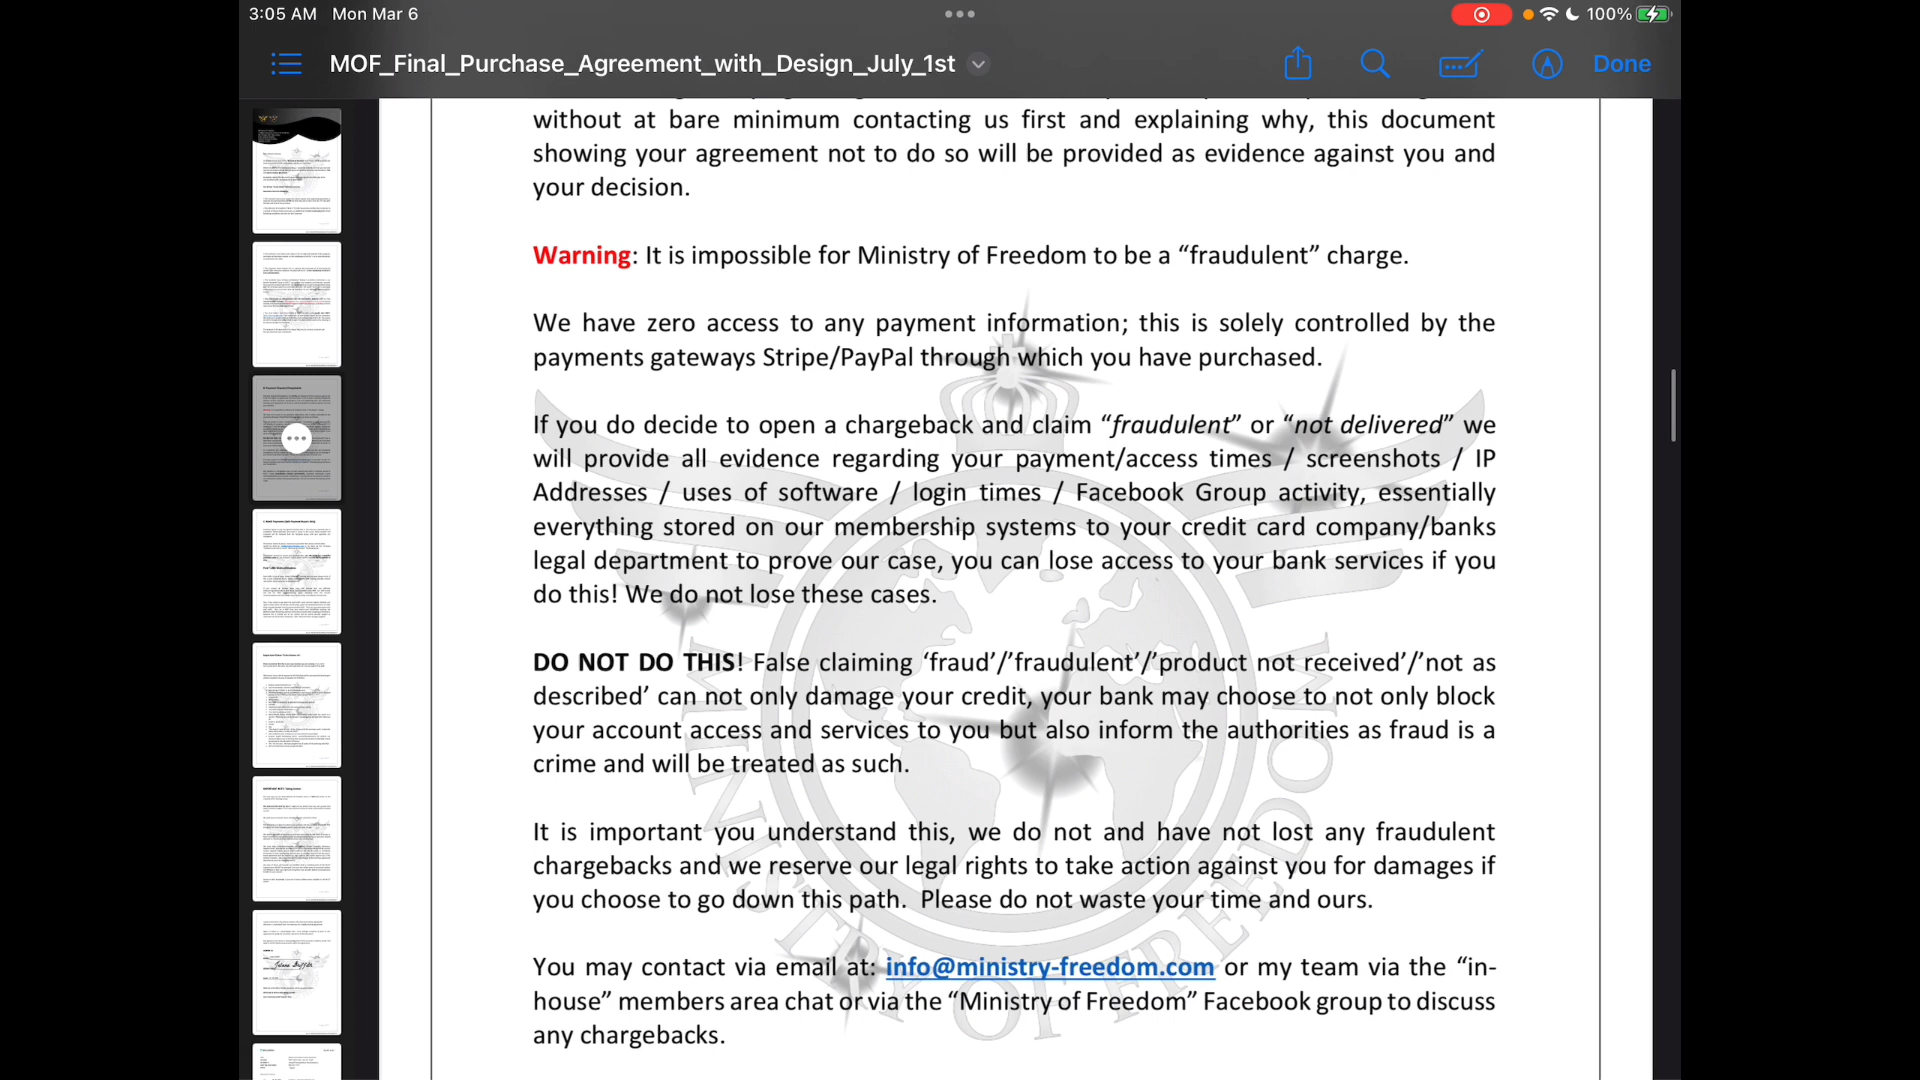 3:05 AM Mon Mar 6
100%
MOF_Final_Purchase_Agreement_with_Design_July_1st
Done
without at bare minimum contacting us first and explaining why, this document
showing your agreement not to do so will be provided as evidence against you and
your decision.
Warning: It is impossible for Ministry of Freedom to be a “fraudulent” charge.
We have zero access to any payment information; this is solely controlled by the
payments gateways Stripe/PayPal through which you have purchased.
If you do decide to open a chargeback and claim “fraudulent” or “not delivered” we
will provide all evidence regarding your payment/access times / screenshots / IP
Addresses / uses of software / login times / Facebook Group activity, essentially
everything stored on our membership systems to your credit card company/banks
legal department to prove our case, you can lose access to your bank services if you
do this! We do not lose these cases.
DO NOT DO THIS! False claiming ‘fraud’/’fraudulent’/’product not received’/’not as
described’ can not only damage your credit, your bank may choose to not only block
your account access and services to you but also inform the authorities as fraud is a
crime and will be treated as such.
It is important you understand this, we do not and have not lost any fraudulent
chargebacks and we reserve our legal rights to take action against you for damages if
you choose to go down this path.  Please do not waste your time and ours.
You may contact via email at: info@ministry-freedom.com or my team via the “in-
house” members area chat or via the “Ministry of Freedom” Facebook group to discuss
any chargebacks.
MINISTRY OF FREEDOM